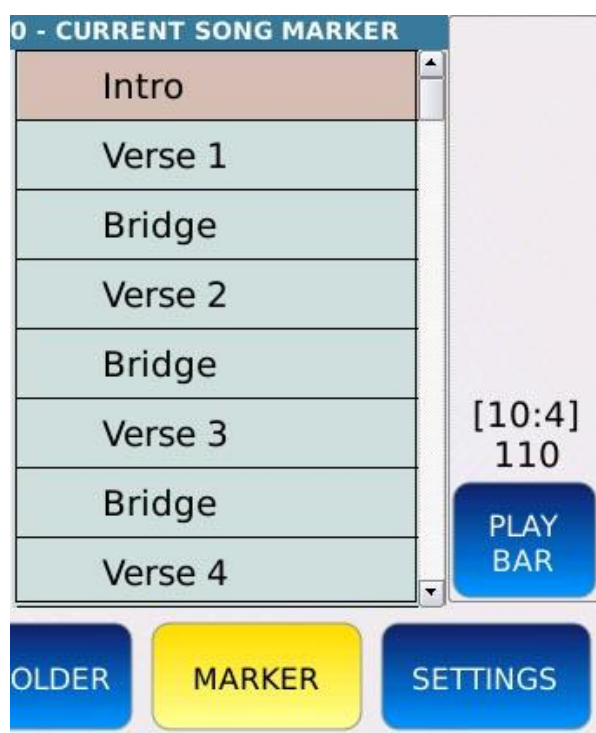 0 - CURRENT SONG MARKER
Intro
Verse 1
Bridge
Verse 2
Bridge
Verse 3
Bridge
Verse 4
[10:4]
110
PLAY
BAR
OLDER
MARKER
SETTINGS